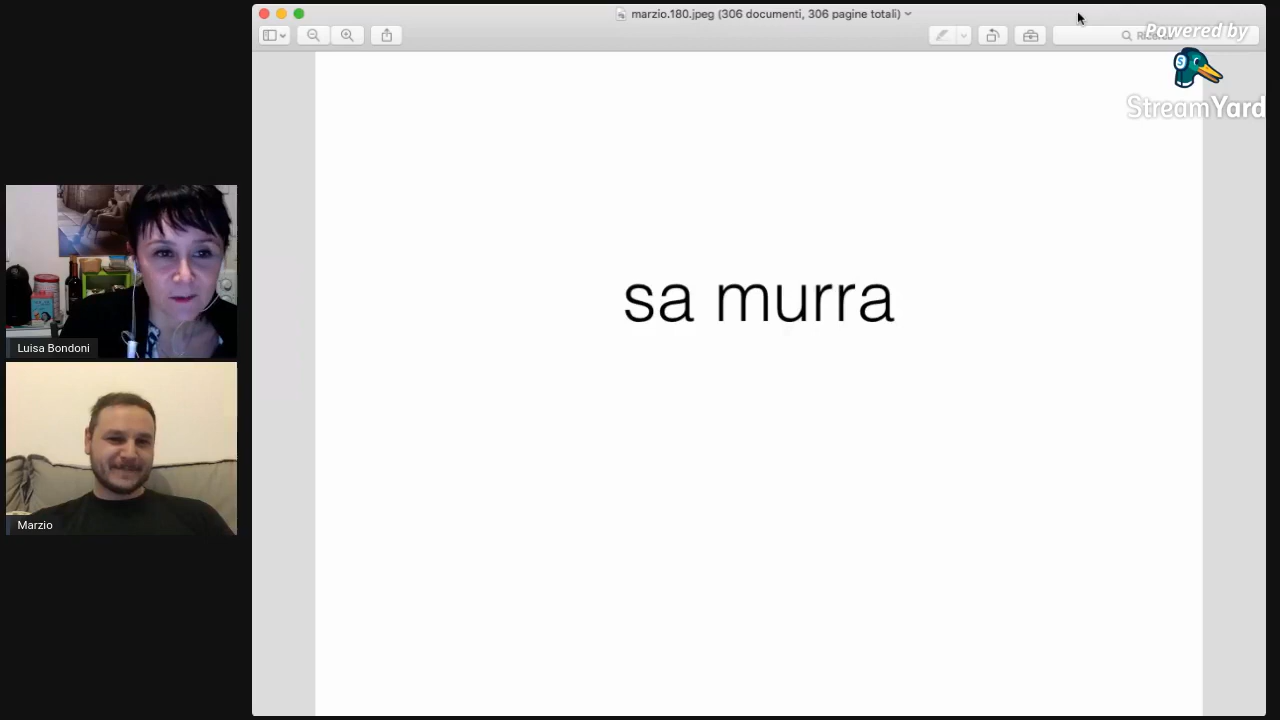 marzio.180.jpeg (306 documenti, 306 pagine totali)
Powered by
StreamYard
sa murra
Luisa Bondoni
Marzio